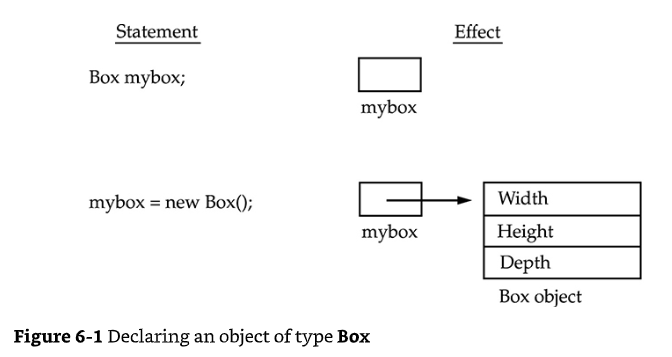 Statement
Effect
Box mybox;
mybox
mybox = new Box();
mybox
Width
Height
Depth
Box object
Figure 6-1 Declaring an object of type Box